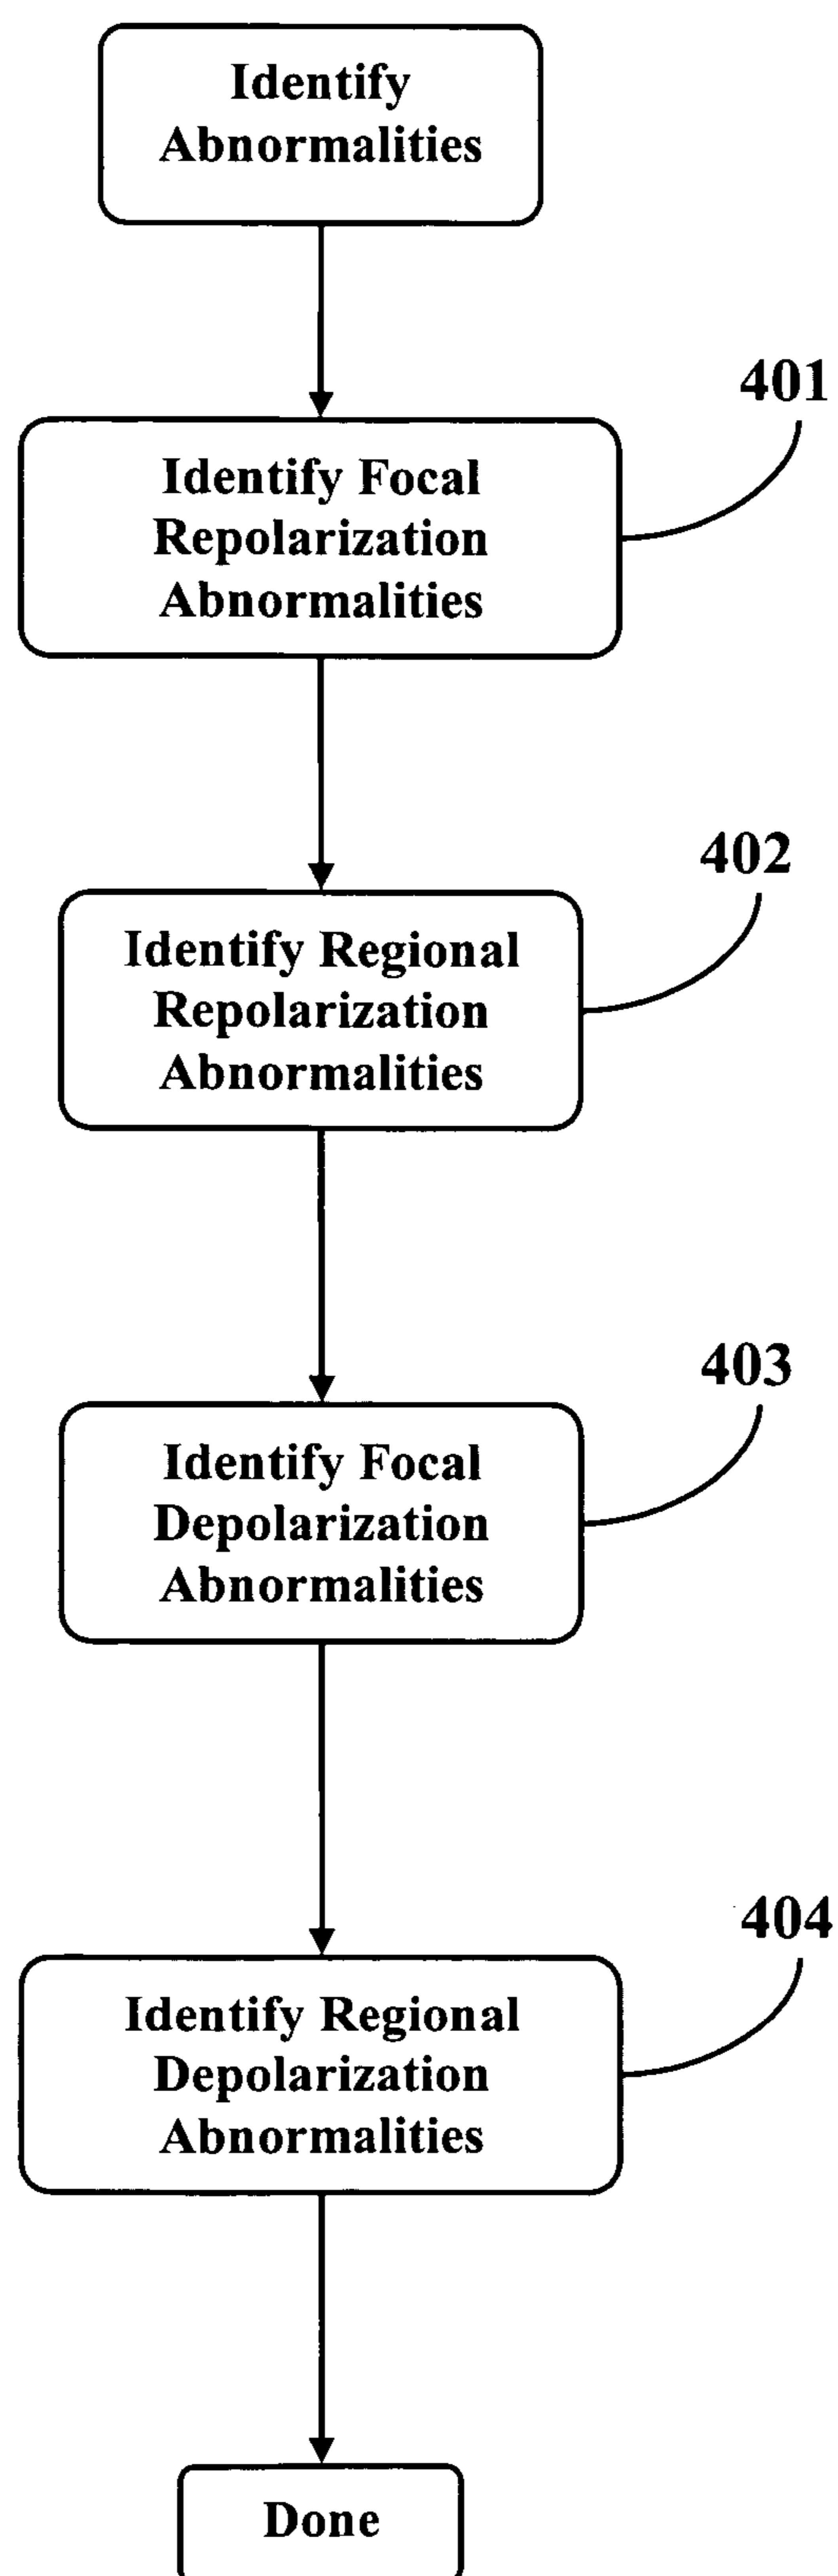 Identify
Abnormalities
401
Identify Focal
Repolarization
Abnormalities
402
Identify Regional
Repolarization
Abnormalities
403
Identify Focal
Depolarization
Abnormalities
404
Identify Regional
Depolarization
Abnormalities
Done